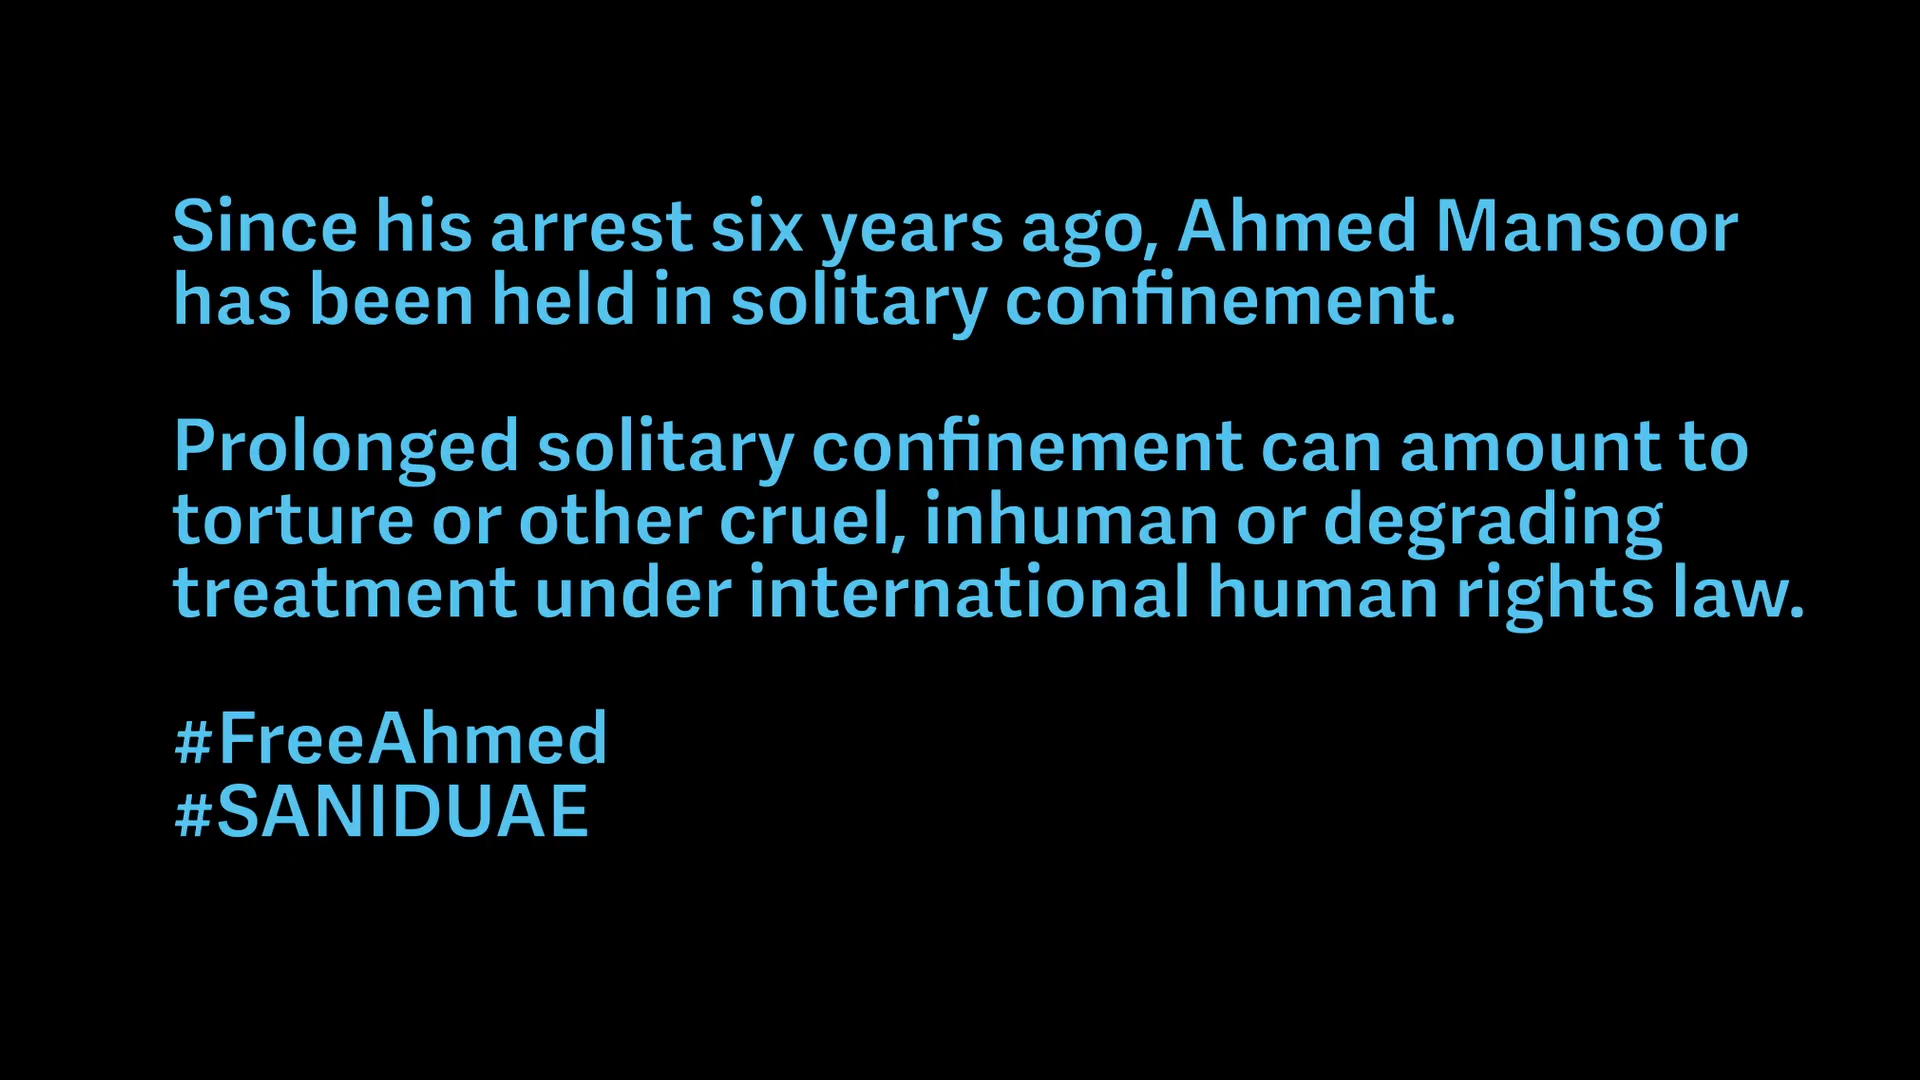 Since his arrest six years ago, Ahmed Mansoor
has been held in solitary confinement.
Prolonged solitary confinement can amount to
torture or other cruel, inhuman or degrading
treatment under international human rights law.
#FreeAhmed
#SANIDUAE